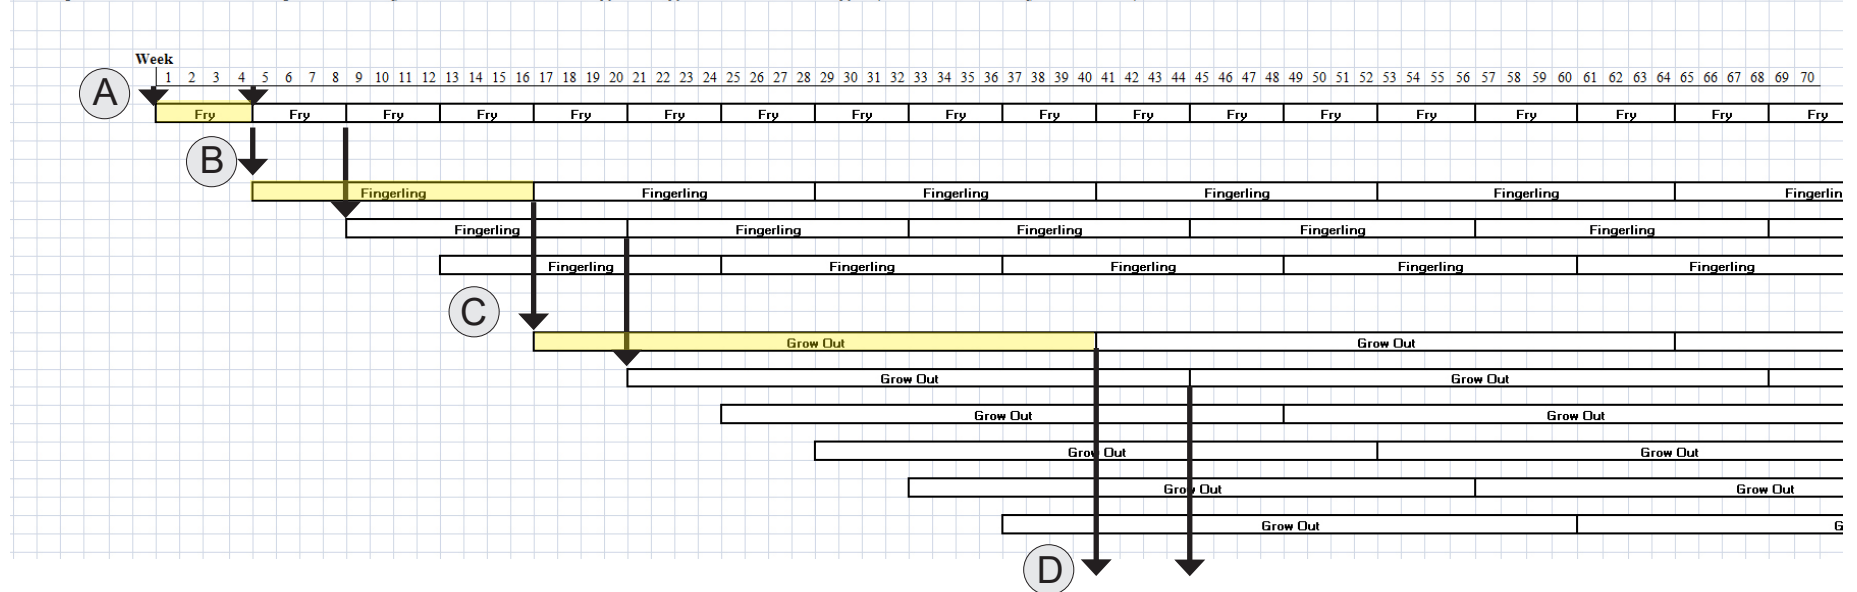 Week
1 2 3 4 5 6 7 8 9 10 11 12 13 14 15 16 17 18 19 20 21 22 23 24 25 26 27 28 29 30 31 32 33 34 35 36 37 38 39 40 41 42 43 44 45 46 47 48 49 50 51 52 53 54 55 56 57 58 59 60 61 62 63 64 65 66 67 68 69 70
A
Fry Fry Fry Fry Fry Fry Fry Fry Fry Fry Fry Fry Fry Fry Fry Fry Fry Fry
B
Fingerling Fingerling Fingerling Fingerling Fingerling Fingerlin
Fingerling Fingerling Fingerling Fingerling Fingerling
Fingerling Fingerling Fingerling Fingerling Fingerling
C
Grow Out Grow Out
Grow Out Grow Out
Grow Out Grow Out
Grow Out Grow Out
Grow Out Grow Out
Grow Out G
D